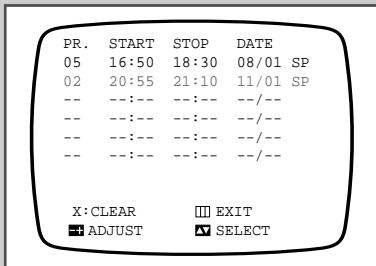 PR. START STOP DATE
05 16:50 18:30 08/01 SP
02 20:55 21:10 11/01 SP
-- --:-- --:-- --/--
-- --:-- --:-- --/--
-- --:-- --:-- --/--
-- --:-- --:-- --/--
X:CLEAR EXIT
ADJUST SELECT